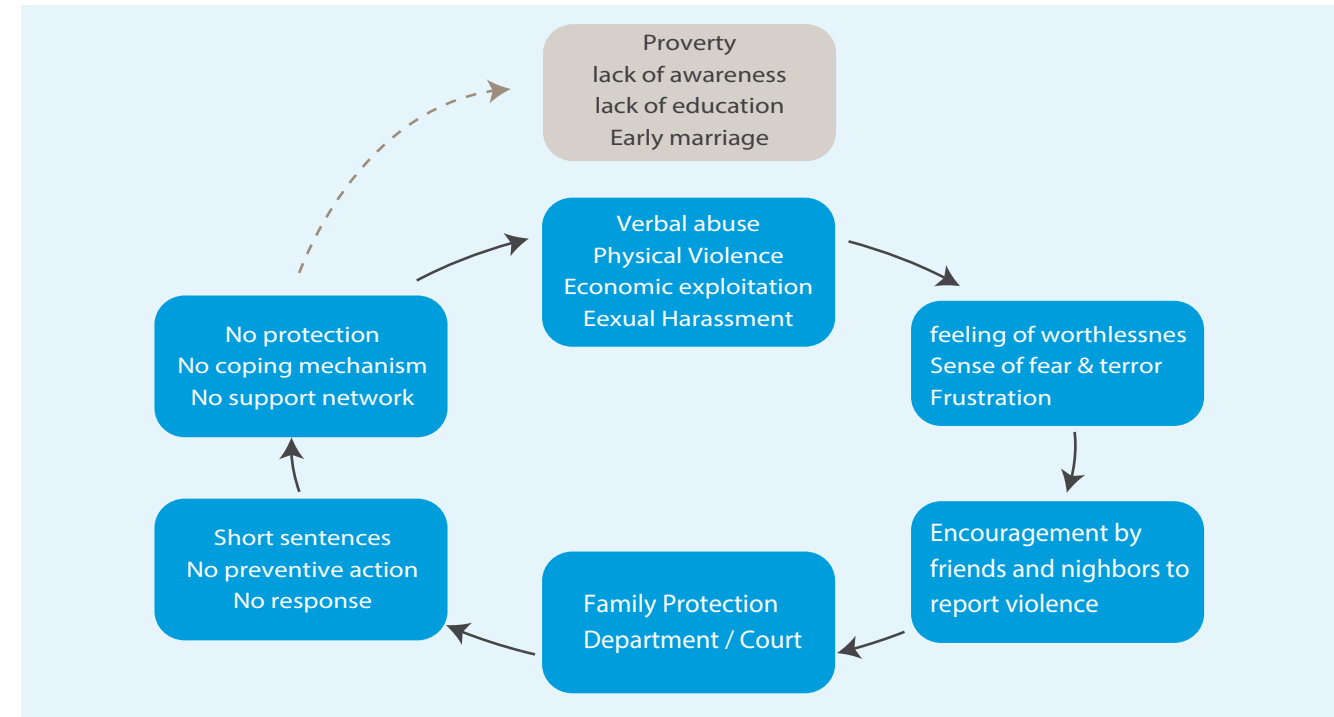 Proverty
lack of awareness
lack of education
Early marriage
Verbal abuse
Physical Violence
Economic exploitation
Eexual Harassment
feeling of worthlessnes
Sense of fear & terror
Frustration
Encouragement by
friends and nighbors to
report violence
Family Protection
Department / Court
Short sentences
No preventive action
No response
No protection
No coping mechanism
No support network